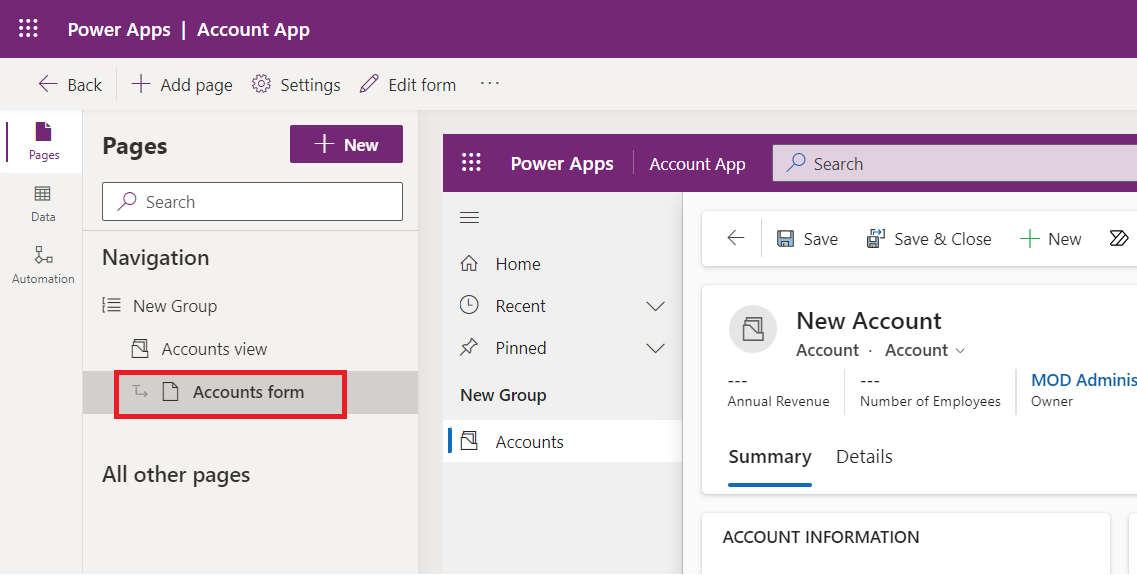 Power Apps | Account App
Back Add page Settings Edit form ...
Pages
Data
Automation
Pages New
Search
Navigation
New Group
Accounts view
Accounts form
All other pages
Power Apps Account App Search
Home
Recent
Pinned
New Group
Accounts
Save Save & Close New
New Account
Account · Account
--- --- MOD Adminis
Annual Revenue Number of Employees Owner
Summary Details
ACCOUNT INFORMATION